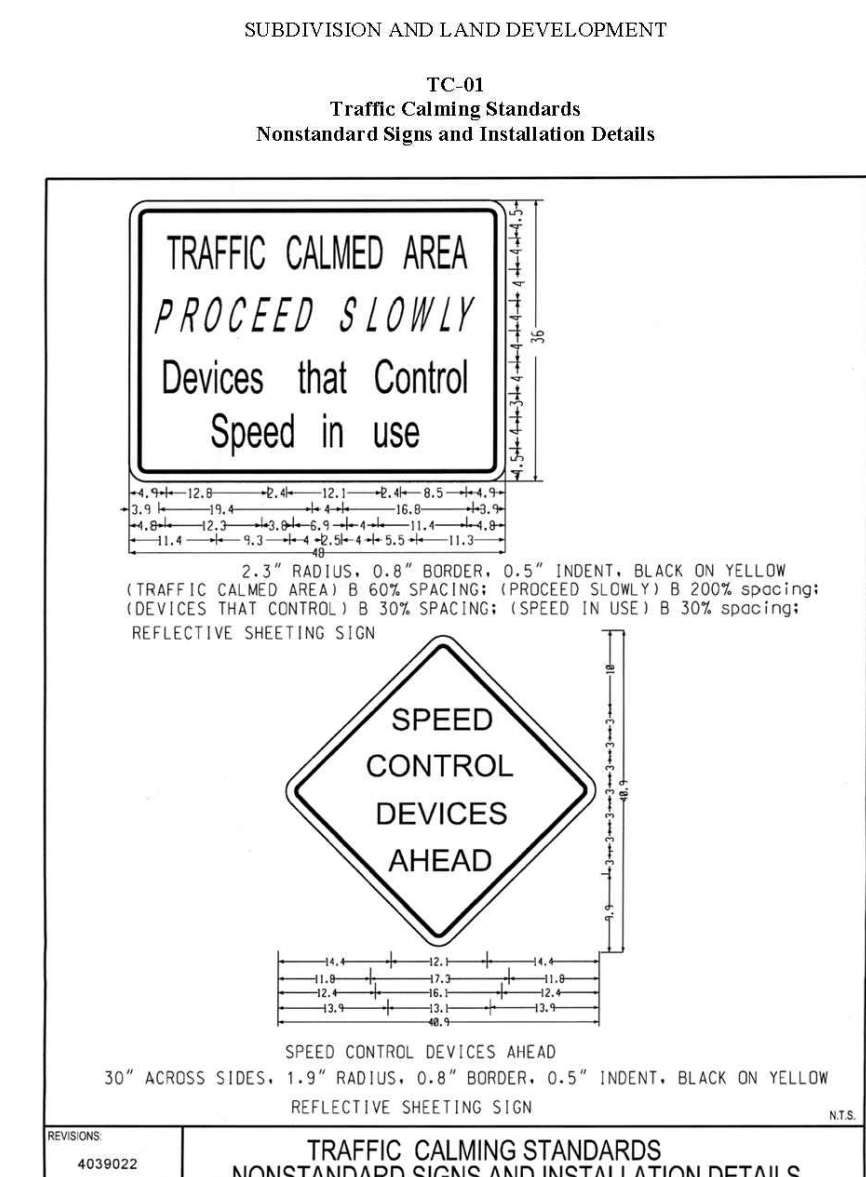 SUBDIVISION AND LAND DEVELOPMENT
TC-01
Traffic Calming Standards
Nonstandard Signs and Installation Details
TRAFFIC CALMED AREA
PROCEED SLOWLY
Devices that Control
Speed in use
4.5 4 4 4 4 4 3 4 4.5
36
4.9 12.8 2.4 12.1 2.4 8.5 4.9
3.9 19.4 4 16.8 3.9
4.8 12.3 3.8 6.9 4 11.4 4.8
11.4 9.3 4 2.5 4 5.5 11.3
48
2.3" RADIUS, 0.8" BORDER, 0.5" INDENT, BLACK ON YELLOW
(TRAFFIC CALMED AREA) B 60% SPACING; (PROCEED SLOWLY) B 200% spacing;
(DEVICES THAT CONTROL) B 30% SPACING; (SPEED IN USE) B 30% spacing;
REFLECTIVE SHEETING SIGN
SPEED
CONTROL
DEVICES
AHEAD
10 3 3 3 3 3 3 3 9.9
40.9
14.4 12.1 14.4
11.8 17.3 11.8
12.4 16.1 12.4
13.9 13.1 13.9
40.9
SPEED CONTROL DEVICES AHEAD
30" ACROSS SIDES, 1.9" RADIUS, 0.8" BORDER, 0.5" INDENT, BLACK ON YELLOW
REFLECTIVE SHEETING SIGN
N.T.S.
REVISIONS:
4039022
TRAFFIC CALMING STANDARDS
NONSTANDARD SIGNS AND INSTALLATION DETAILS